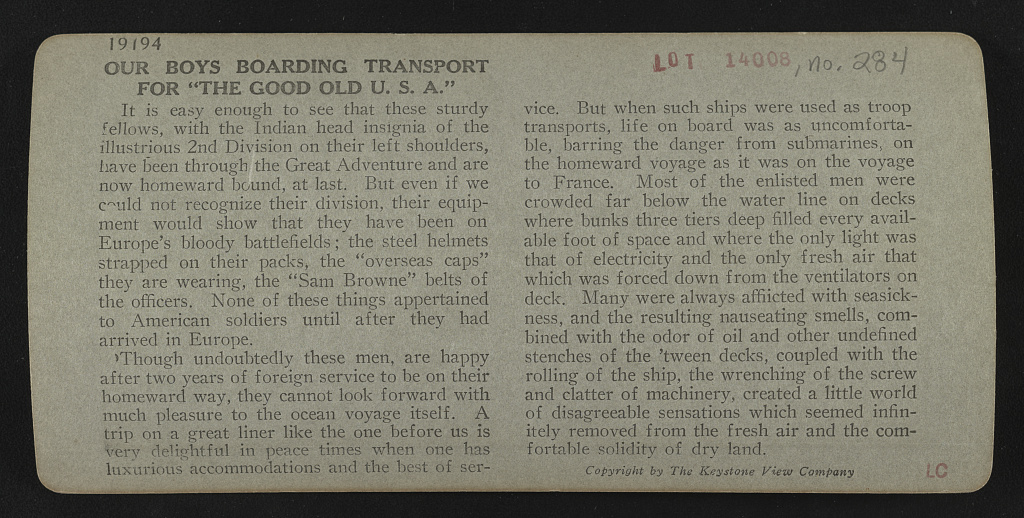 19194
OUR BOYS BOARDING TRANSPORT
FOR "THE GOOD OLD U. S. A."
It is easy enough to see that these sturdy
fellows, with the Indian head insignia of the
illustrious 2nd Division on their left shoulders,
have been through the Great Adventure and are
now homeward bound, at last. But even if we
could not recognize their division, their equip-
ment would show that they have been on
Europe's bloody battlefields; the steel helmets
strapped on their packs, the "overseas caps"
they are wearing, the "Sam Browne" belts of
the officers. None of these things appertained
to American soldiers until after they had
arrived in Europe.
Though undoubtedly these men, are happy
after two years of foreign service to be on their
homeward way, they cannot look forward with
much pleasure to the ocean voyage itself. A
trip on a great liner like the one before us is
very delightful in peace times when one has
luxurious accommodations and the best of ser-
LOT 14008, no. 284
vice. But when such ships were used as troop
transports, life on board was as uncomforta-
ble, barring the danger from submarines, on
the homeward voyage as it was on the voyage
to France. Most of the enlisted men were
crowded far below the water line on decks
where bunks three tiers deep filled every avail-
able foot of space and where the only light was
that of electricity and the only fresh air that
which was forced down from the ventilators on
deck. Many were always afflicted with seasick-
ness, and the resulting nauseating smells, com-
bined with the odor of oil and other undefined
stenches of the 'tween decks, coupled with the
rolling of the ship, the wrenching of the screw
and clatter of machinery, created a little world
of disagreeable sensations which seemed infin-
itely removed from the fresh air and the com-
fortable solidity of dry land.
Copyright by The Keystone View Company
LC